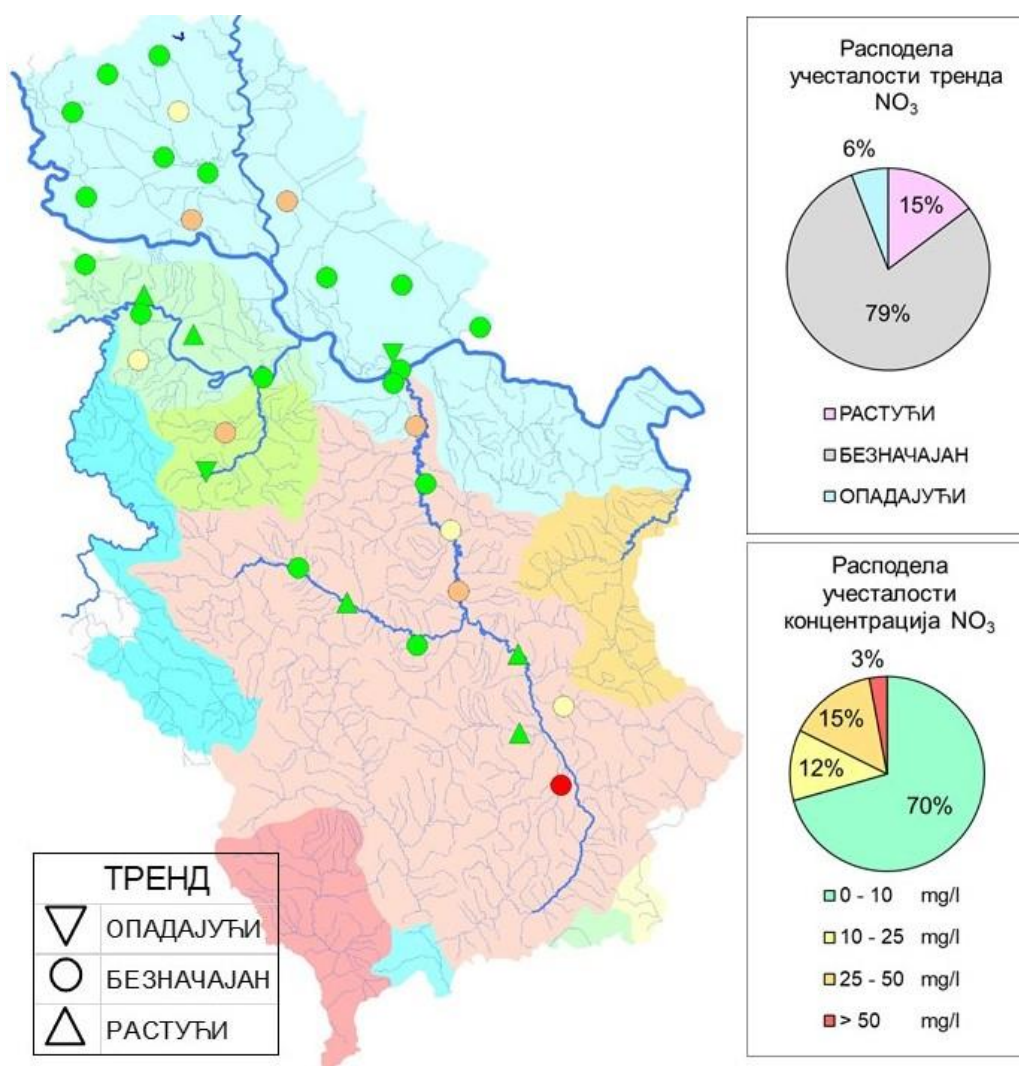 Расподела
учесталости тренда
NO₃
6%
15%
79%
РАСТУЋИ
БЕЗНАЧАЈАН
ОПАДАЈУЋИ
Расподела
учесталости
концентрација NO₃
3%
15%
12%
70%
0 - 10 mg/l
10 - 25 mg/l
25 - 50 mg/l
> 50 mg/l
ТРЕНД
ОПАДАЈУЋИ
БЕЗНАЧАЈАН
РАСТУЋИ